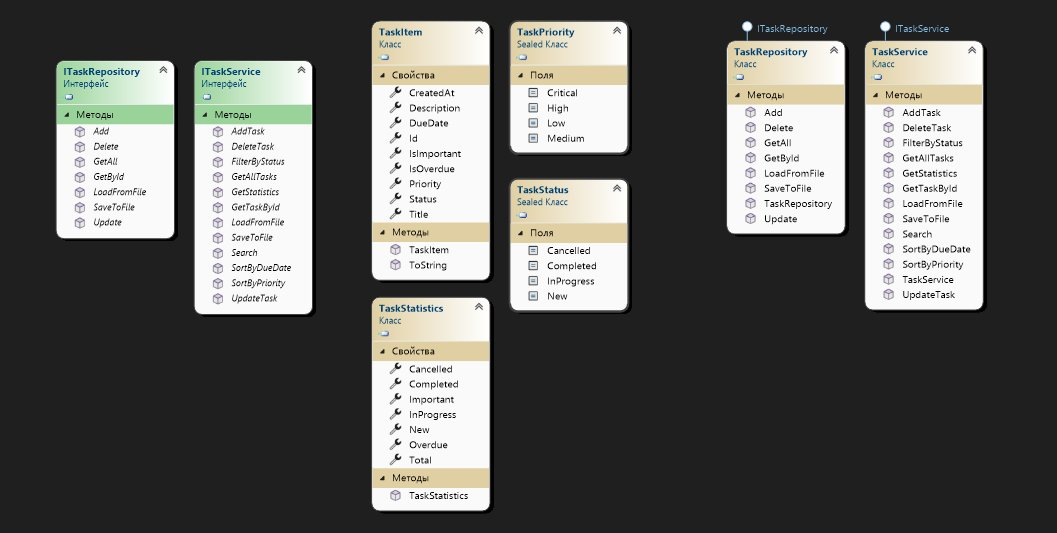 ITaskRepository
Интерфейс
Методы
Add
Delete
GetAll
GetById
LoadFromFile
SaveToFile
Update
ITaskService
Интерфейс
Методы
AddTask
DeleteTask
FilterByStatus
GetAllTasks
GetStatistics
GetTaskById
LoadFromFile
SaveToFile
Search
SortByDueDate
SortByPriority
UpdateTask
TaskItem
Класс
Свойства
CreatedAt
Description
DueDate
Id
IsImportant
IsOverdue
Priority
Status
Title
Методы
TaskItem
ToString
TaskStatistics
Класс
Свойства
Cancelled
Completed
Important
InProgress
New
Overdue
Total
Методы
TaskStatistics
TaskPriority
Sealed Класс
Поля
Critical
High
Low
Medium
TaskStatus
Sealed Класс
Поля
Cancelled
Completed
InProgress
New
ITaskRepository
TaskRepository
Класс
Методы
Add
Delete
GetAll
GetById
LoadFromFile
SaveToFile
TaskRepository
Update
ITaskService
TaskService
Класс
Методы
AddTask
DeleteTask
FilterByStatus
GetAllTasks
GetStatistics
GetTaskById
LoadFromFile
SaveToFile
Search
SortByDueDate
SortByPriority
TaskService
UpdateTask